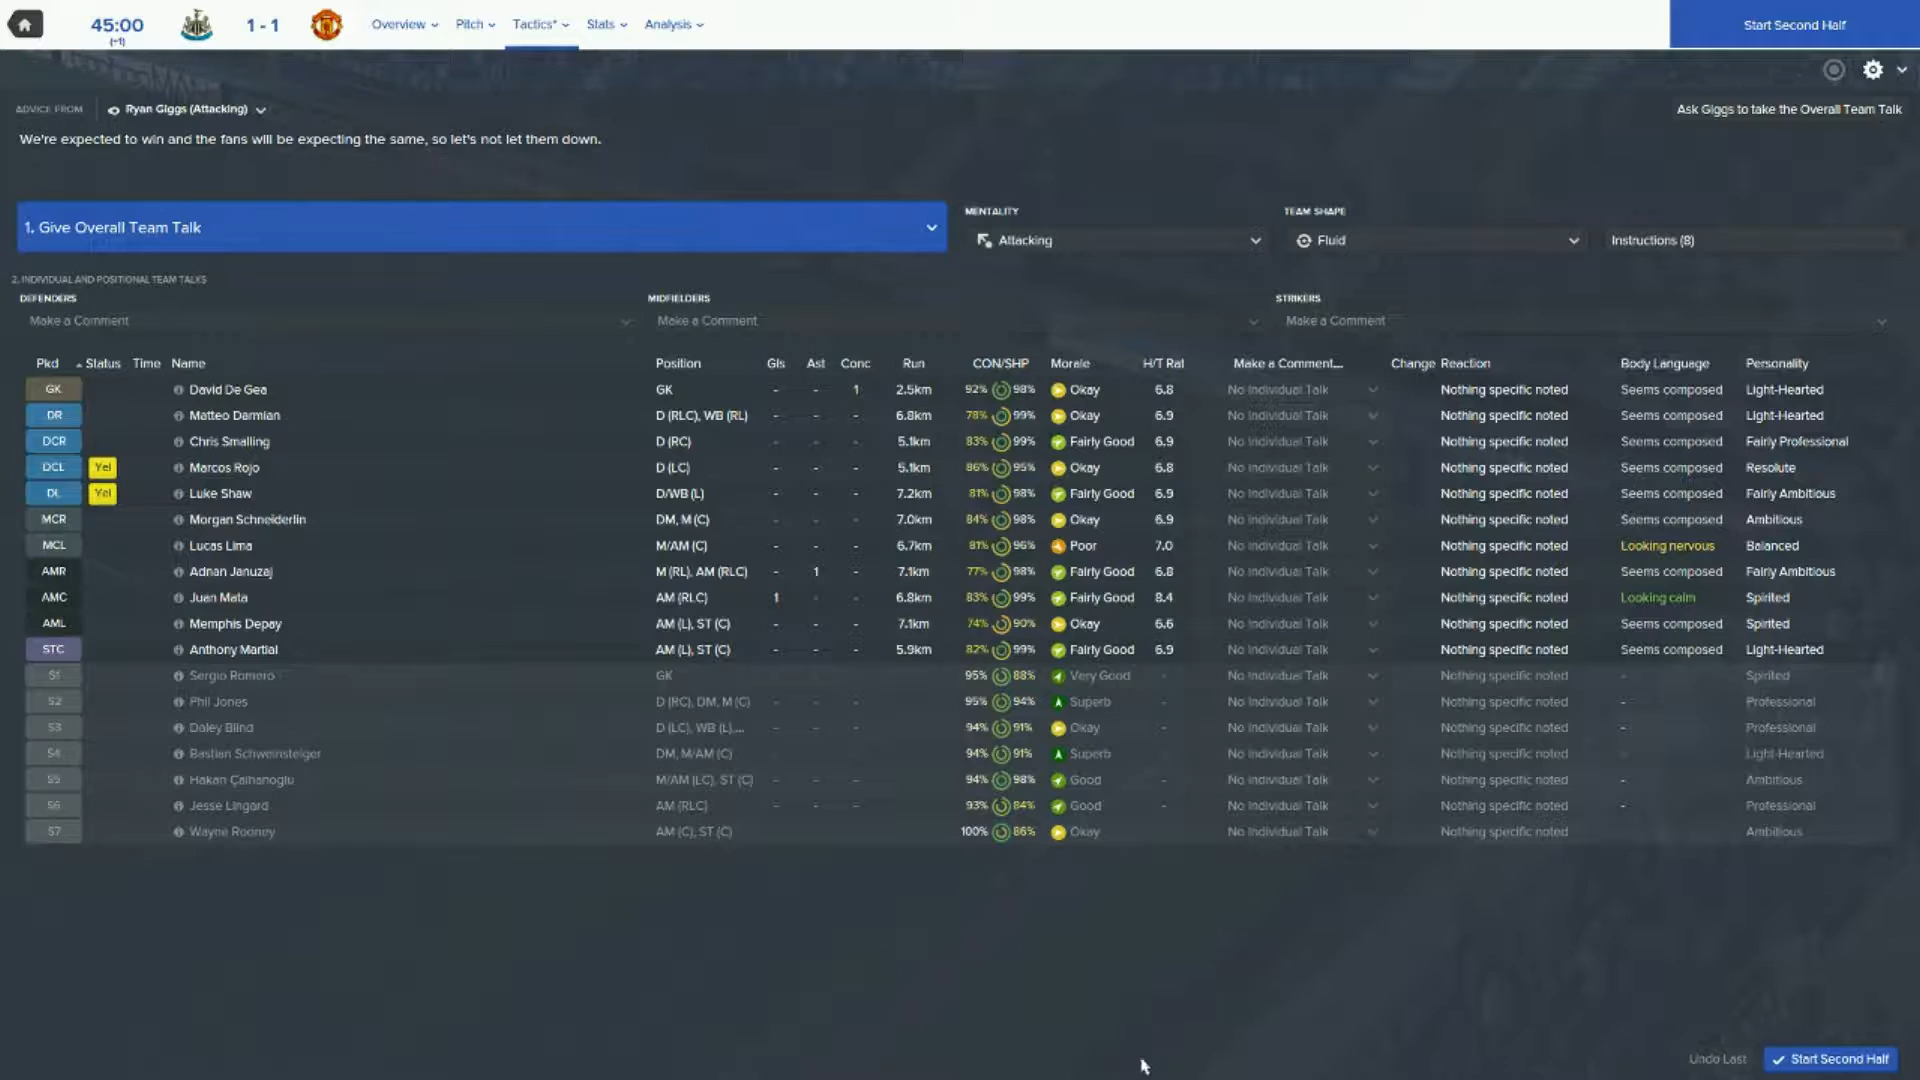 45:00 1 - 1 Overview Pitch Tactics* Stats Analysis Start Second Half
(+1)
ADVICE FROM Ryan Giggs (Attacking) Ask Giggs to take the Overall Team Talk
We're expected to win and the fans will be expecting the same, so let's not let them down.
MENTALITY TEAM SHAPE
1. Give Overall Team Talk Attacking Fluid Instructions (8)
2. INDIVIDUAL AND POSITIONAL TEAM TALKS
DEFENDERS MIDFIELDERS STRIKERS
Make a Comment Make a Comment Make a Comment
Pkd Status Time Name Position Gls Ast Conc Run CON/SHP Morale H/T Rat Make a Comment.... Change Reaction Body Language Personality
GK David De Gea GK - - 1 2.5km 92% 98% Okay 6.8 No Individual Talk Nothing specific noted Seems composed Light-Hearted
DR Matteo Darmian D (RLC), WB (RL) - - - 6.8km 78% 99% Okay 6.9 No Individual Talk Nothing specific noted Seems composed Light-Hearted
DCR Chris Smalling D (RC) - - - 5.1km 83% 99% Fairly Good 6.9 No Individual Talk Nothing specific noted Seems composed Fairly Professional
DCL Yel Marcos Rojo D (LC) - - - 5.1km 86% 95% Okay 6.8 No Individual Talk Nothing specific noted Seems composed Resolute
DL Yel Luke Shaw D/WB (L) - - - 7.2km 81% 98% Fairly Good 6.9 No Individual Talk Nothing specific noted Seems composed Fairly Ambitious
MCR Morgan Schneiderlin DM, M (C) - - - 7.0km 84% 98% Okay 6.9 No Individual Talk Nothing specific noted Seems composed Ambitious
MCL Lucas Lima M/AM (C) - - - 6.7km 81% 96% Poor 7.0 No Individual Talk Nothing specific noted Looking nervous Balanced
AMR Adnan Januzaj M (RL), AM (RLC) - 1 - 7.1km 77% 98% Fairly Good 6.8 No Individual Talk Nothing specific noted Seems composed Fairly Ambitious
AMC Juan Mata AM (RLC) 1 - - 6.8km 83% 99% Fairly Good 8.4 No Individual Talk Nothing specific noted Looking calm Spirited
AML Memphis Depay AM (L), ST (C) - - - 7.1km 74% 90% Okay 6.6 No Individual Talk Nothing specific noted Seems composed Spirited
STC Anthony Martial AM (L), ST (C) - - - 5.9km 82% 99% Fairly Good 6.9 No Individual Talk Nothing specific noted Seems composed Light-Hearted
S1 Sergio Romero GK - - - 95% 88% Very Good - No Individual Talk Nothing specific noted - Spirited
S2 Phil Jones D (RC), DM, M (C) - - - 95% 94% Superb - No Individual Talk Nothing specific noted - Professional
S3 Daley Blind D (LC), WB (L),... - - - 94% 91% Okay - No Individual Talk Nothing specific noted - Professional
S4 Bastian Schweinsteiger DM, M/AM (C) - - - 94% 91% Superb - No Individual Talk Nothing specific noted - Light-Hearted
S5 Hakan Çalhanoglu M/AM (LC), ST (C) - - - 94% 98% Good - No Individual Talk Nothing specific noted - Ambitious
S6 Jesse Lingard AM (RLC) - - - 93% 84% Good - No Individual Talk Nothing specific noted - Professional
S7 Wayne Rooney AM (C), ST (C) 100% 86% Okay No Individual Talk Nothing specific noted Ambitious
Undo Last Start Second Half